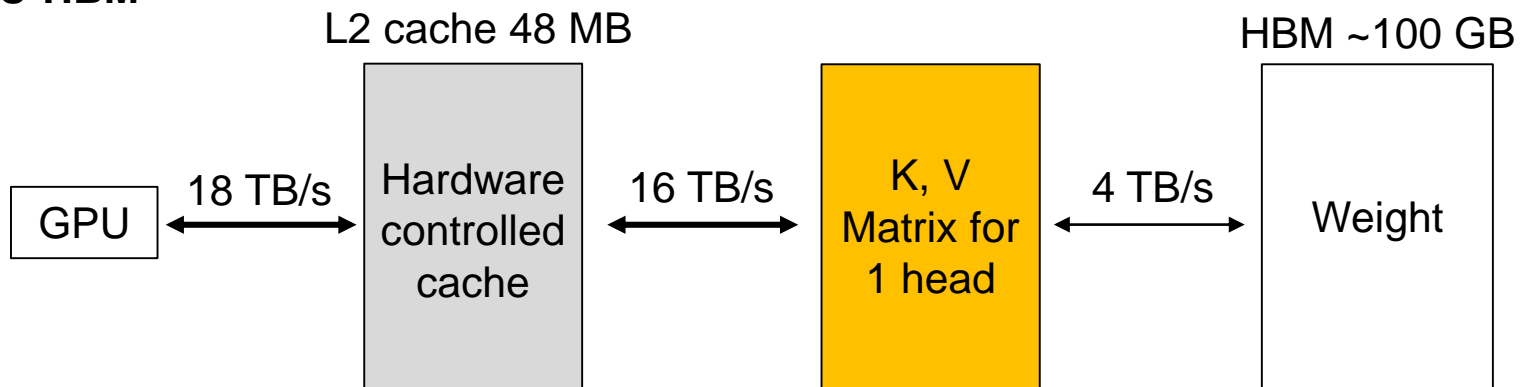 L2 cache 48 MB
HBM ~100 GB
GPU
18 TB/s
Hardware
controlled
cache
16 TB/s
K, V
Matrix for
1 head
4 TB/s
Weight